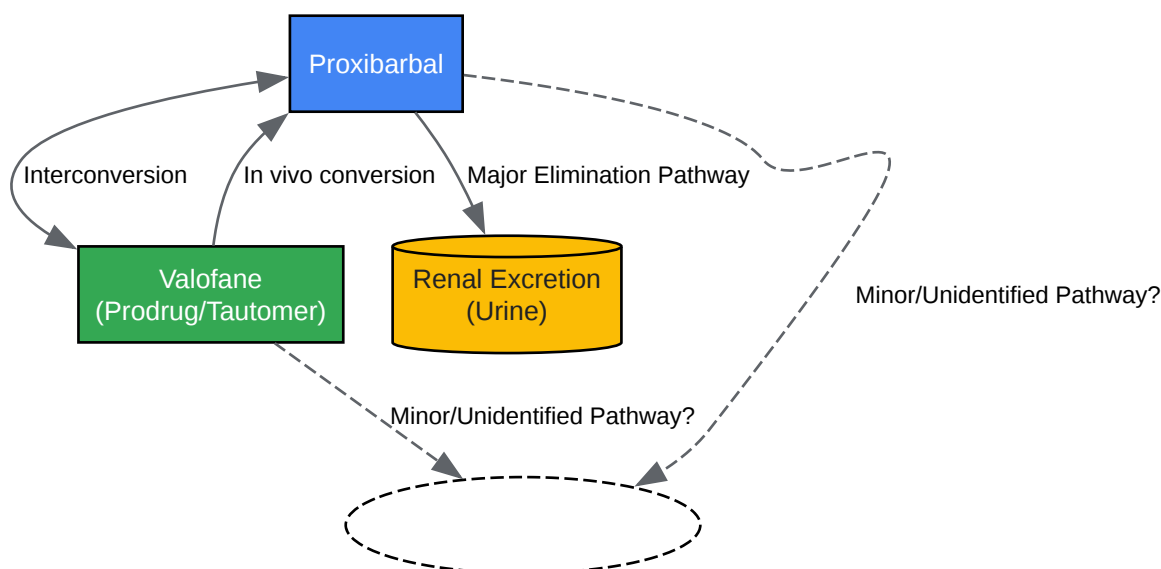 Proxibarbal
Interconversion
In vivo conversion
Major Elimination Pathway
Valofane
(Prodrug/Tautomer)
Renal Excretion
(Urine)
Minor/Unidentified Pathway?
Minor/Unidentified Pathway?